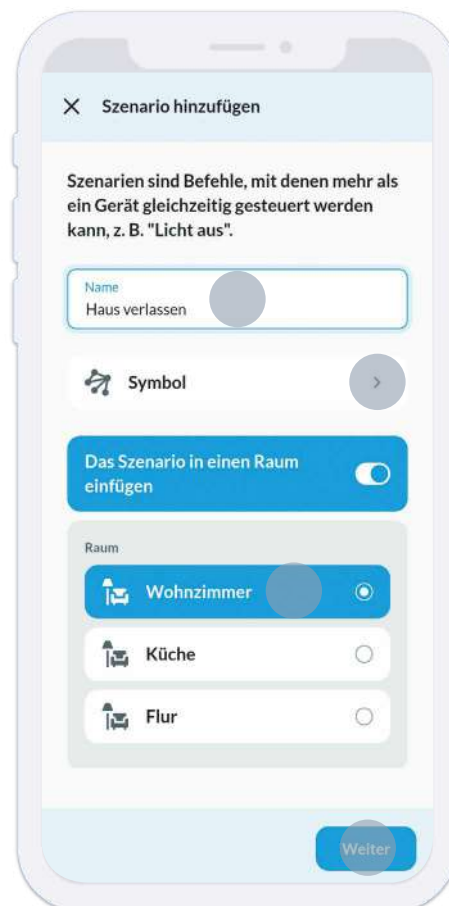 Szenario hinzufügen
Szenarien sind Befehle, mit denen mehr als
ein Gerät gleichzeitig gesteuert werden
kann, z. B. "Licht aus".
Name
Haus verlassen
Symbol
Das Szenario in einen Raum
einfügen
Raum
Wohnzimmer
Küche
Flur
Weiter